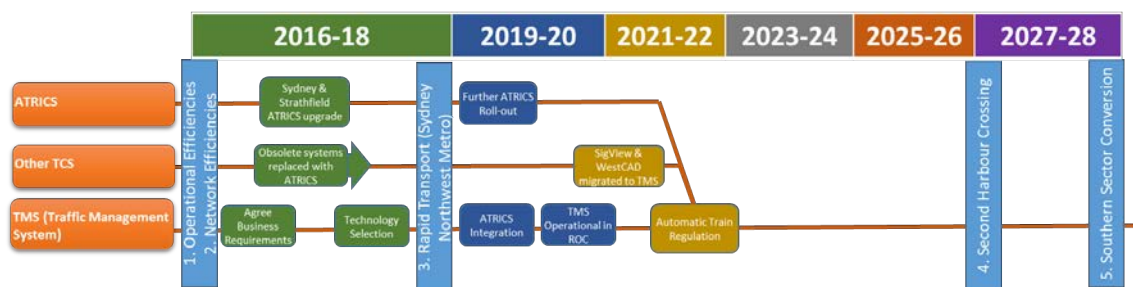 2016-18
2019-20
2021-22
2023-24
2025-26
2027-28
ATRICS
Other TCS
TMS (Traffic Management
System)
1. Operational Efficiencies
2. Network Efficiencies
Sydney &
Strathfield
ATRICS upgrade
Obsolete systems
replaced with
ATRICS
Agree
Business
Requirements
Technology
Selection
3. Rapid Transport (Sydney
Northwest Metro)
Further ATRICS
Roll-out
ATRICS
Integration
TMS
Operational in
ROC
SigView &
WestCAD
migrated to TMS
Automatic Train
Regulation
4. Second Harbour Crossing
5. Southern Sector Conversion